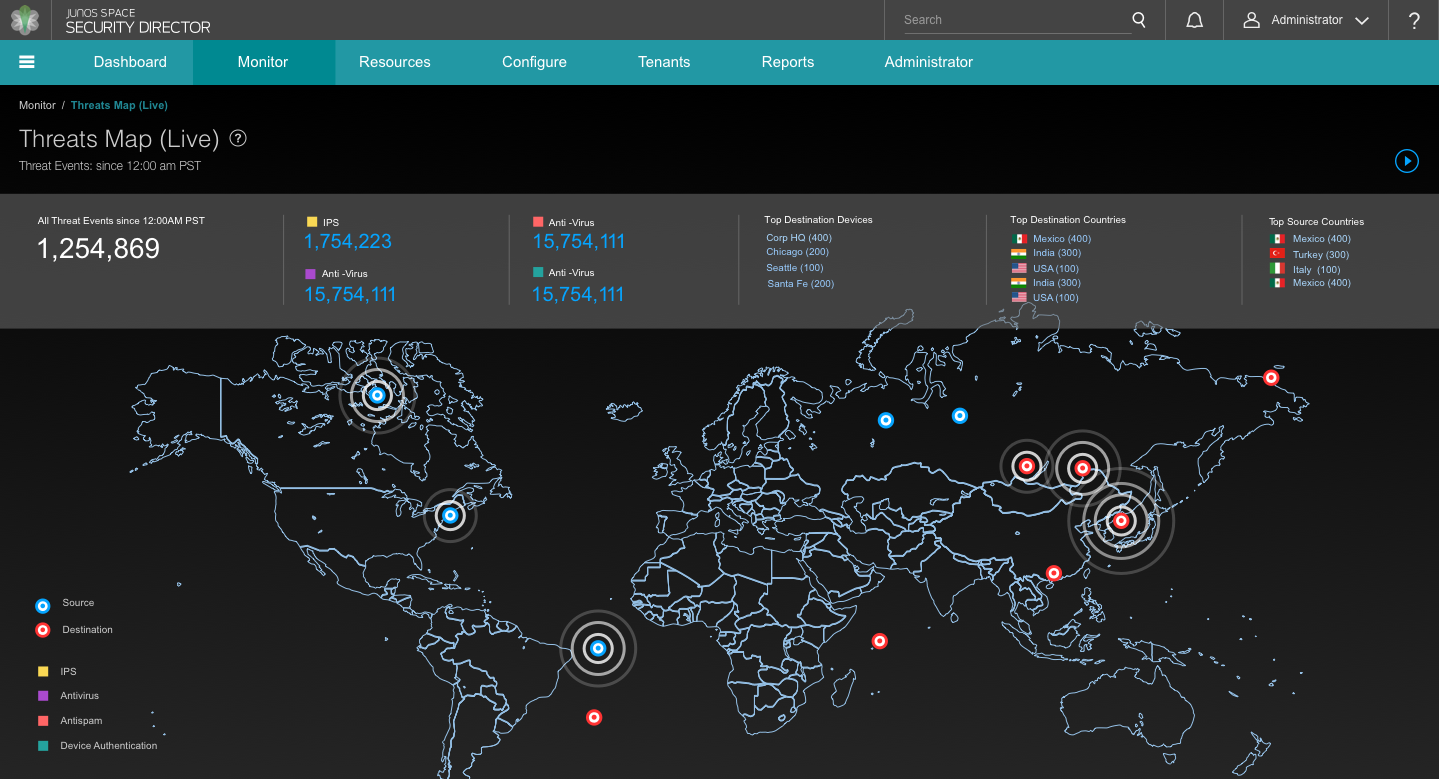 JUNOS SPACE
SECURITY DIRECTOR
Search
Administrator
?
Dashboard
Monitor
Resources
Configure
Tenants
Reports
Administrator
Monitor / Threats Map (Live)
Threats Map (Live) ?
Threat Events: since 12:00 am PST
All Threat Events since 12:00AM PST
1,254,869
IPS
1,754,223
Anti -Virus
15,754,111
Anti -Virus
15,754,111
Anti -Virus
15,754,111
Top Destination Devices
Corp HQ (400)
Chicago (200)
Seattle (100)
Santa Fe (200)
Top Destination Countries
Mexico (400)
India (300)
USA (100)
India (300)
USA (100)
Top Source Countries
Mexico (400)
Turkey (300)
Italy (100)
Mexico (400)
Source
Destination
IPS
Antivirus
Antispam
Device Authentication